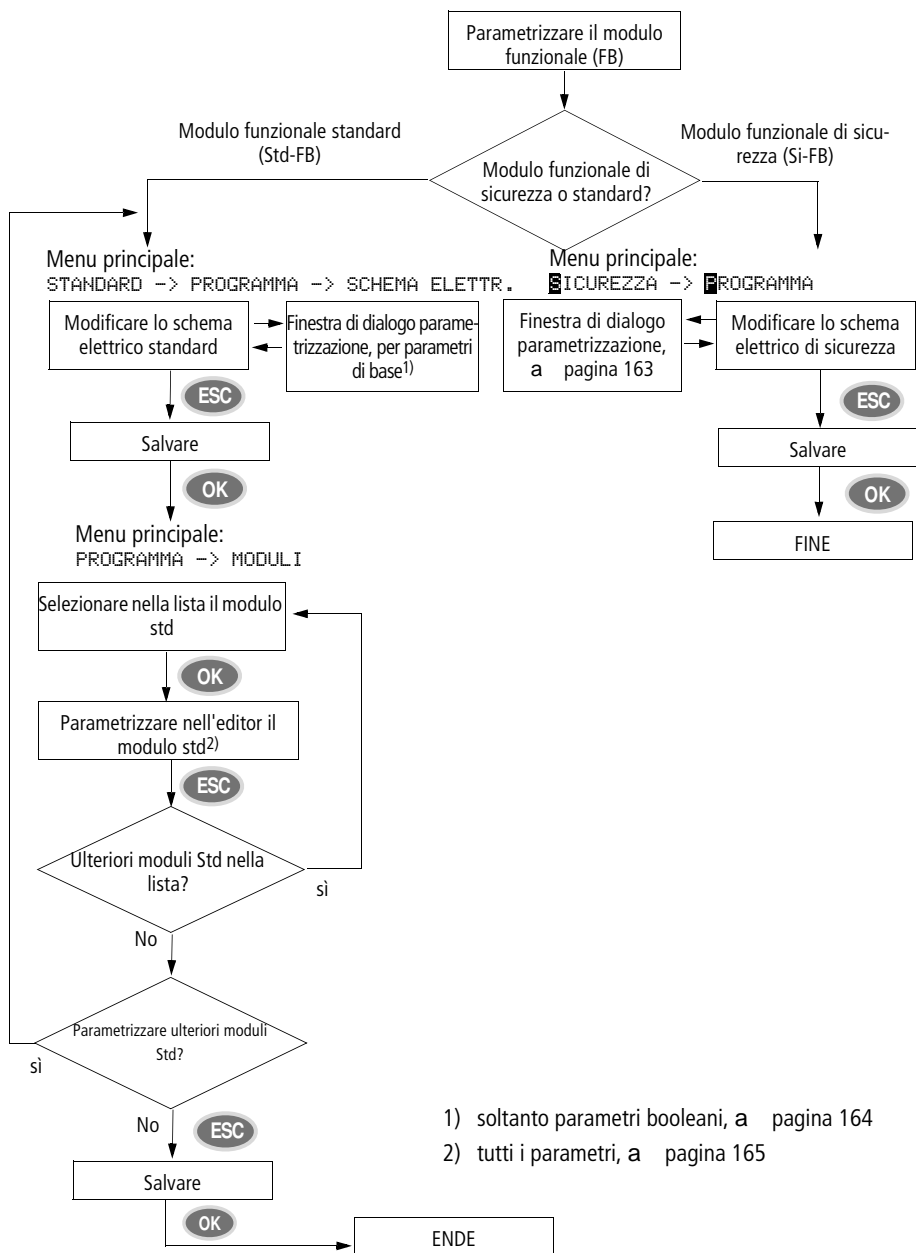 Parametrizzare il modulo
funzionale (FB)
Modulo funzionale standard
(Std-FB)
Modulo funzionale di sicu-
rezza (Si-FB)
Modulo funzionale di
sicurezza o standard?
Menu principale:
STANDARD -> PROGRAMMA -> SCHEMA ELETTR.
Menu principale:
SICUREZZA -> PROGRAMMA
Modificare lo schema
elettrico standard
Finestra di dialogo parame-
trizzazione, per parametri
di base1)
Finestra di dialogo
parametrizzazione,
a pagina 163
Modificare lo schema
elettrico di sicurezza
ESC
ESC
Salvare
Salvare
OK
OK
Menu principale:
PROGRAMMA -> MODULI
FINE
Selezionare nella lista il modulo
std
OK
Parametrizzare nell'editor il
modulo std2)
ESC
Ulteriori moduli Std nella
lista?
sì
No
Parametrizzare ulteriori moduli
Std?
sì
No
ESC
1) soltanto parametri booleani, a pagina 164
2) tutti i parametri, a pagina 165
Salvare
OK
ENDE